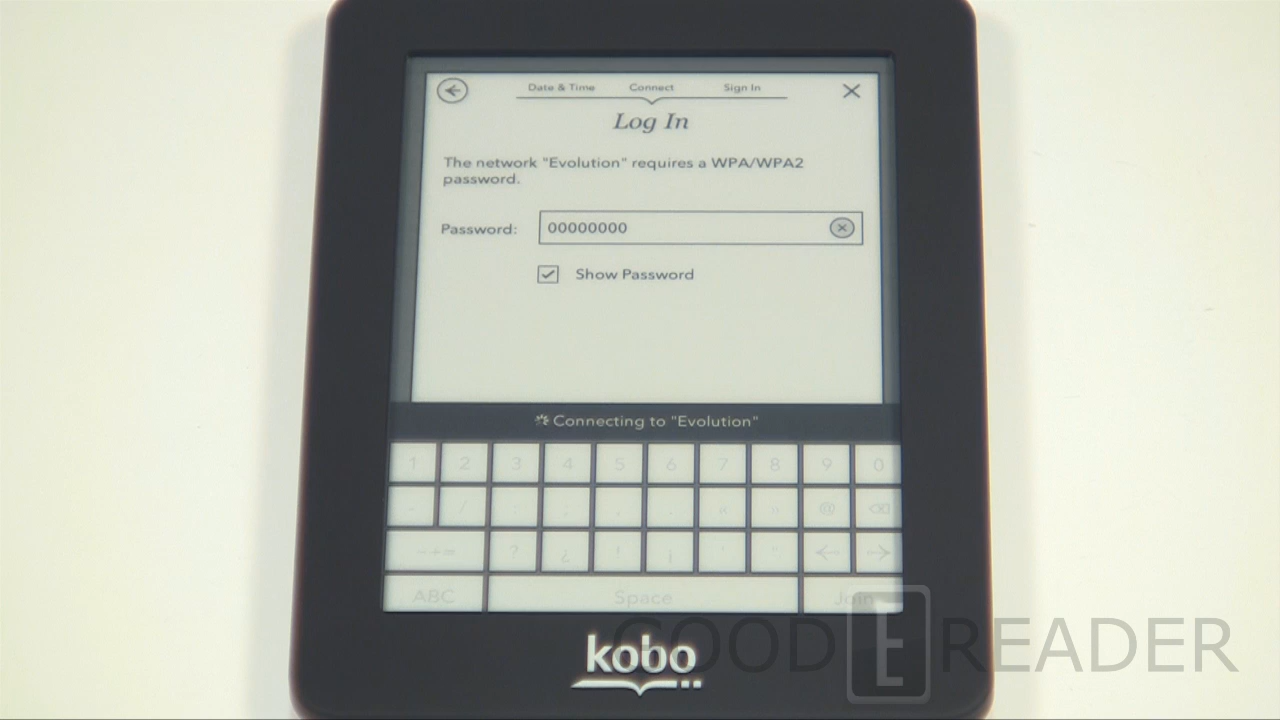 Date & Time Connect Sign In
Log In
The network "Evolution" requires a WPA/WPA2
password.
Password: 00000000
Show Password
Connecting to "Evolution"
1 2 3 4 5 6 7 8 9 0
- / : ; , . « » @
~+= ? ¿ ! ¡ ' " ← →
ABC Space Join
kobo
GOOD E READER